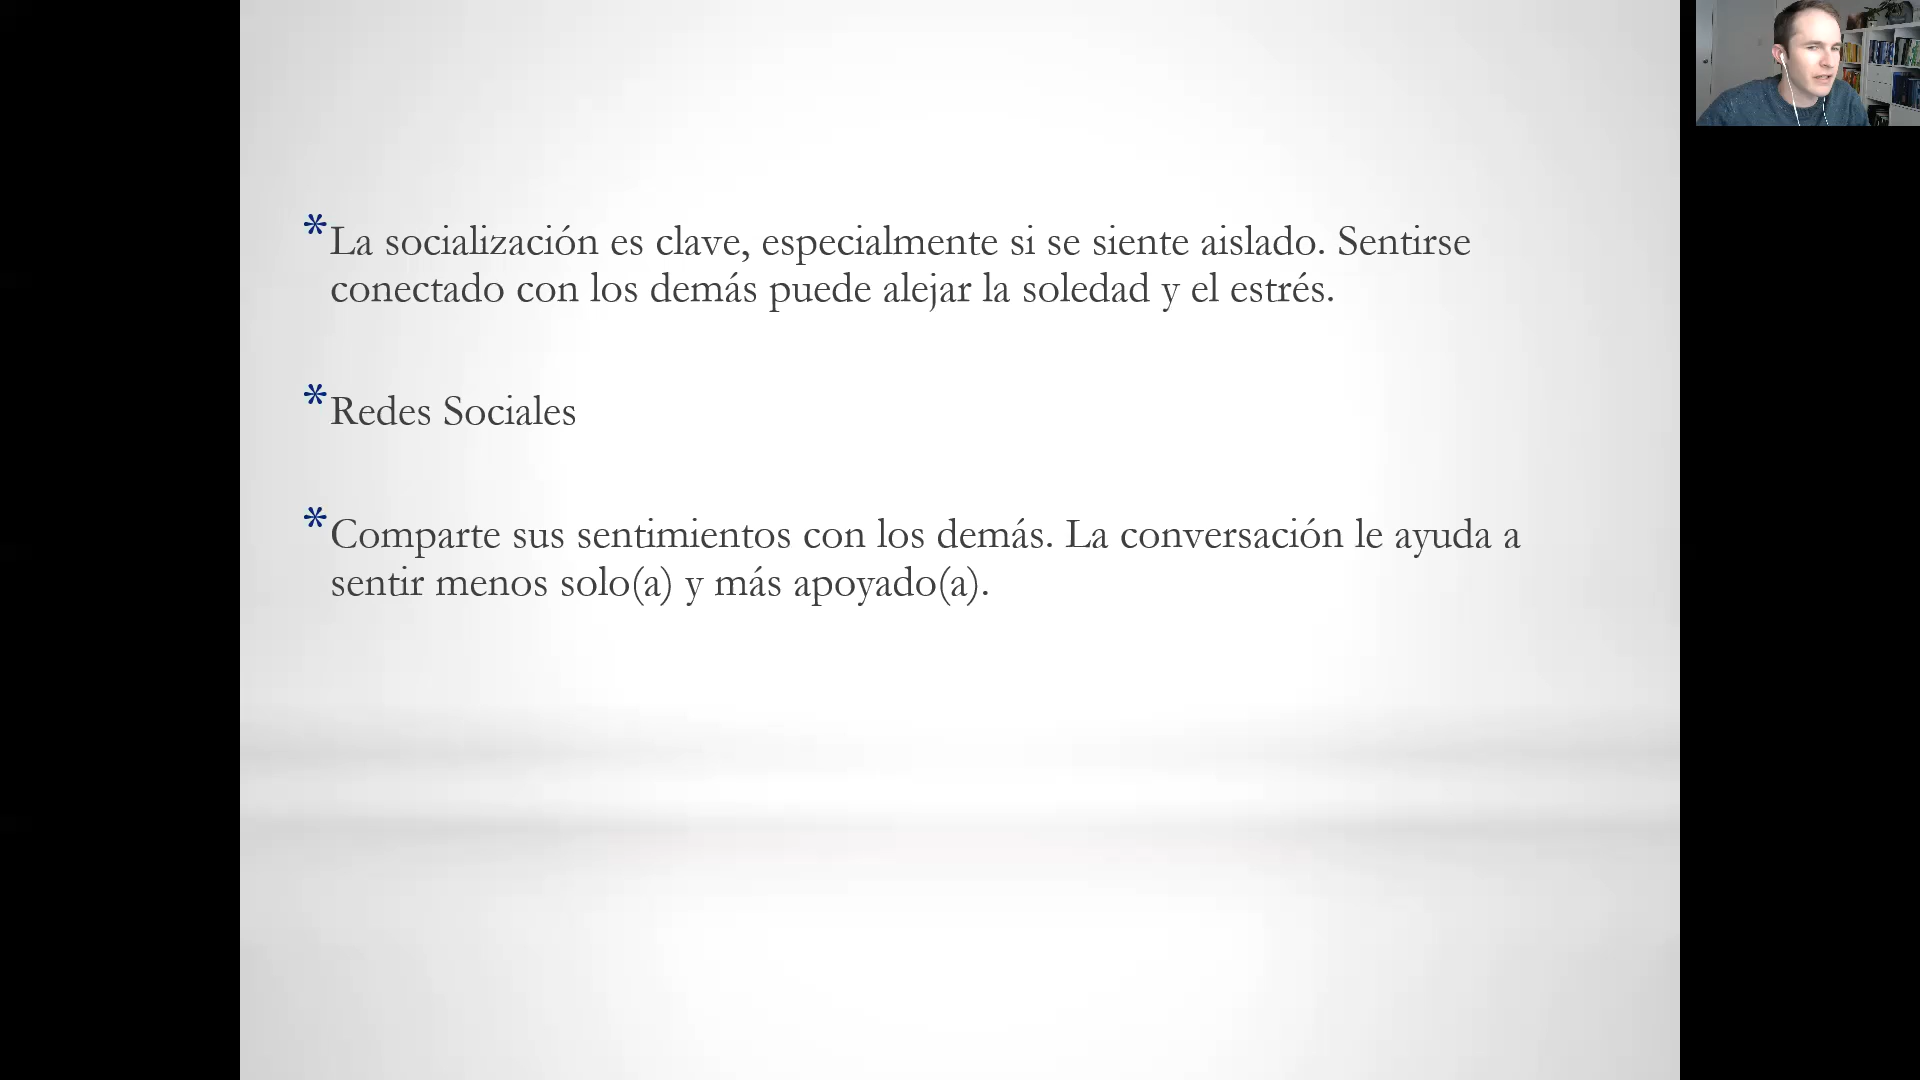 *La socialización es clave, especialmente si se siente aislado. Sentirse
conectado con los demás puede alejar la soledad y el estrés.
*Redes Sociales
*Comparte sus sentimientos con los demás. La conversación le ayuda a
sentir menos solo(a) y más apoyado(a).